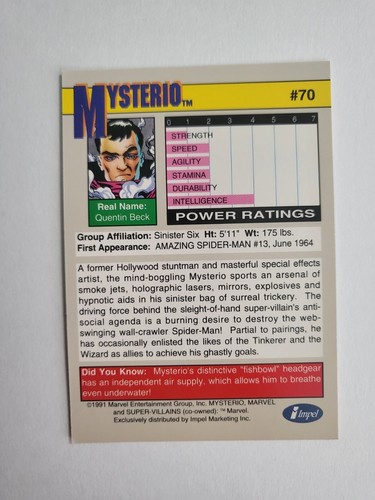 MYSTERIO™
#70
0 1 2 3 4 5 6 7
STRENGTH
SPEED
AGILITY
STAMINA
DURABILITY
INTELLIGENCE
POWER RATINGS
Real Name:
Quentin Beck
Group Affiliation: Sinister Six Ht: 5'11" Wt: 175 lbs.
First Appearance: AMAZING SPIDER-MAN #13, June 1964
A former Hollywood stuntman and masterful special effects
artist, the mind-boggling Mysterio sports an arsenal of
smoke jets, holographic lasers, mirrors, explosives and
hypnotic aids in his sinister bag of surreal trickery. The
driving force behind the sleight-of-hand super-villain's anti-
social agenda is a burning desire to destroy the web-
swinging wall-crawler Spider-Man! Partial to pairings, he
has occasionally enlisted the likes of the Tinkerer and the
Wizard as allies to achieve his ghastly goals.
Did You Know: Mysterio's distinctive "fishbowl" headgear
has an independent air supply, which allows him to breathe
even underwater!
©1991 Marvel Entertainment Group, Inc. MYSTERIO, MARVEL
and SUPER-VILLAINS (co-owned): ™ Marvel.
Exclusively distributed by Impel Marketing Inc.
Impel